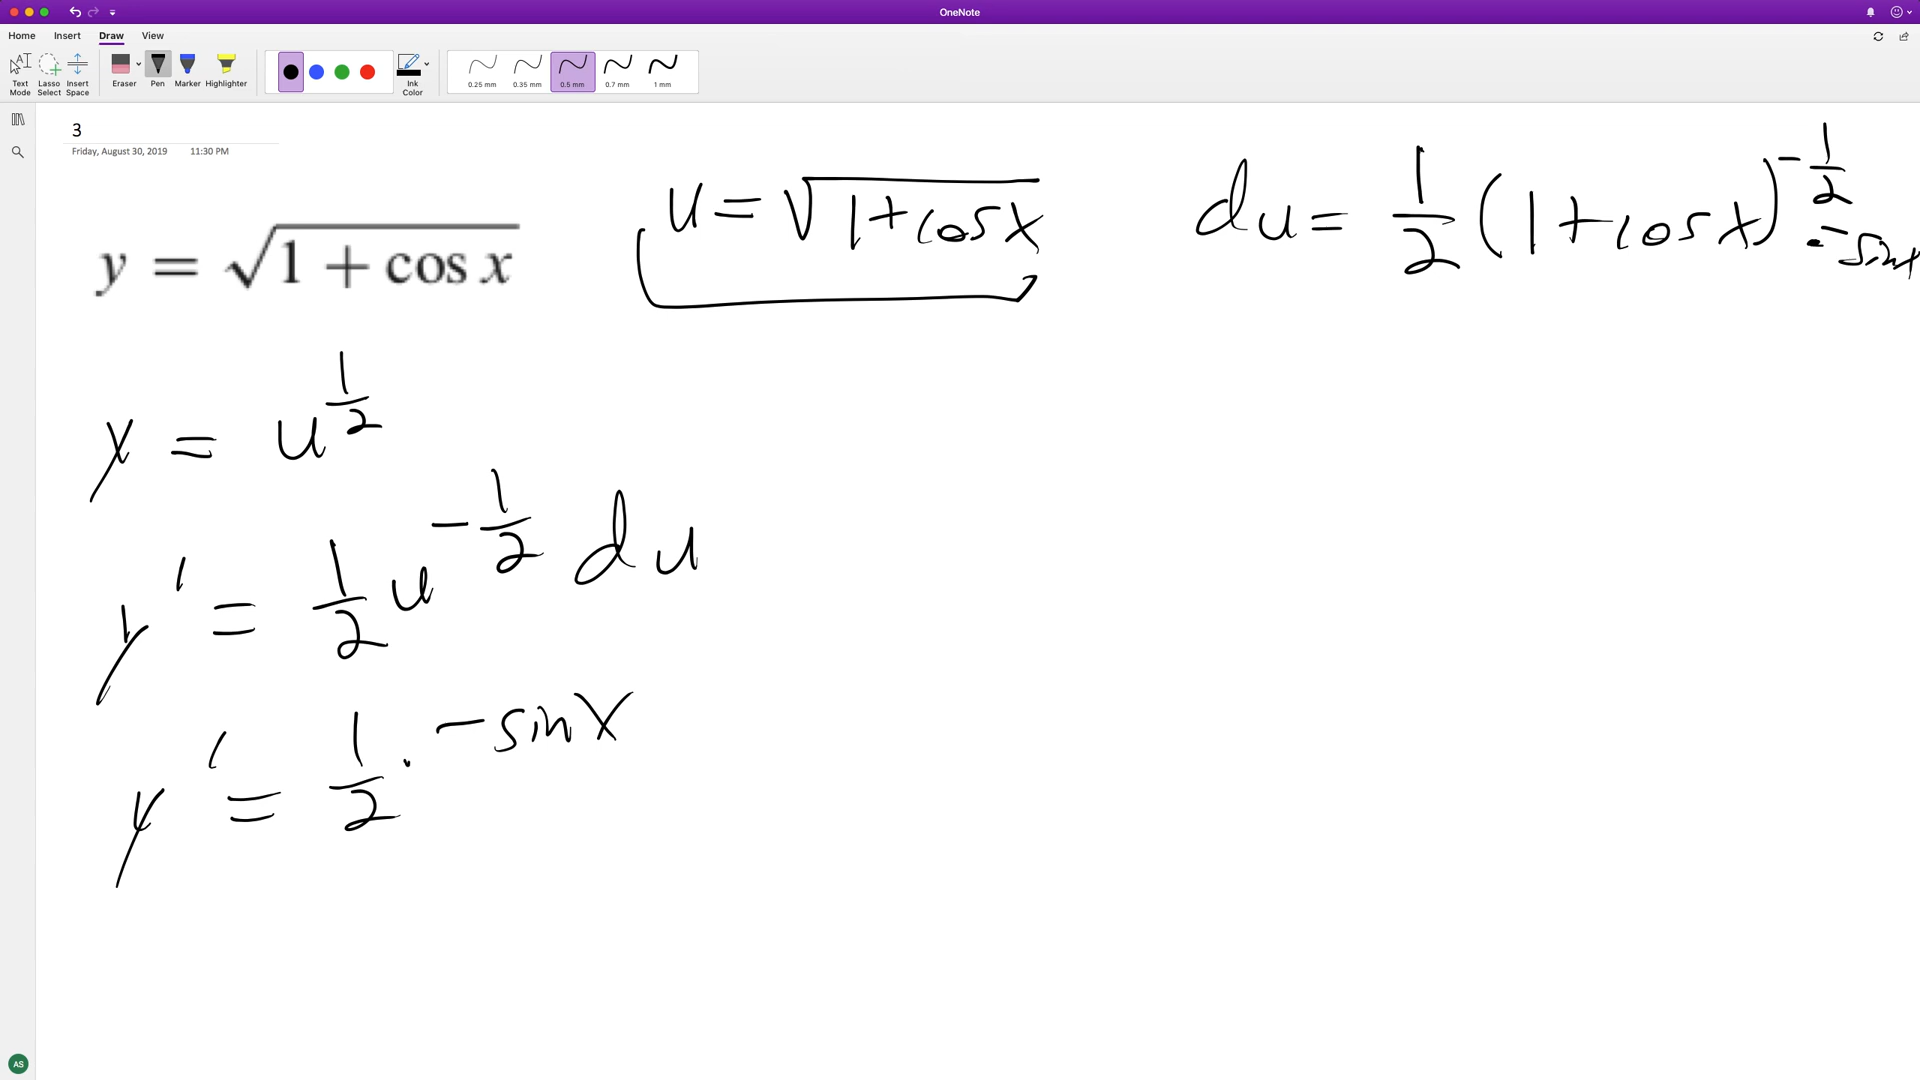 OneNote
Home Insert Draw View
Text Mode Lasso Select Insert Space Eraser Pen Marker Highlighter Ink Color 0.25 mm 0.35 mm 0.5 mm 0.7 mm 1 mm
3
Friday, August 30, 2019 11:30 PM
y = √(1 + cos x)
u = √(1+cosx)
du = 1/2 (1+cosx)^(-1/2) · -sinx
y = u^(1/2)
y' = 1/2 u^(-1/2) du
y' = 1/2 · -sinx
AS